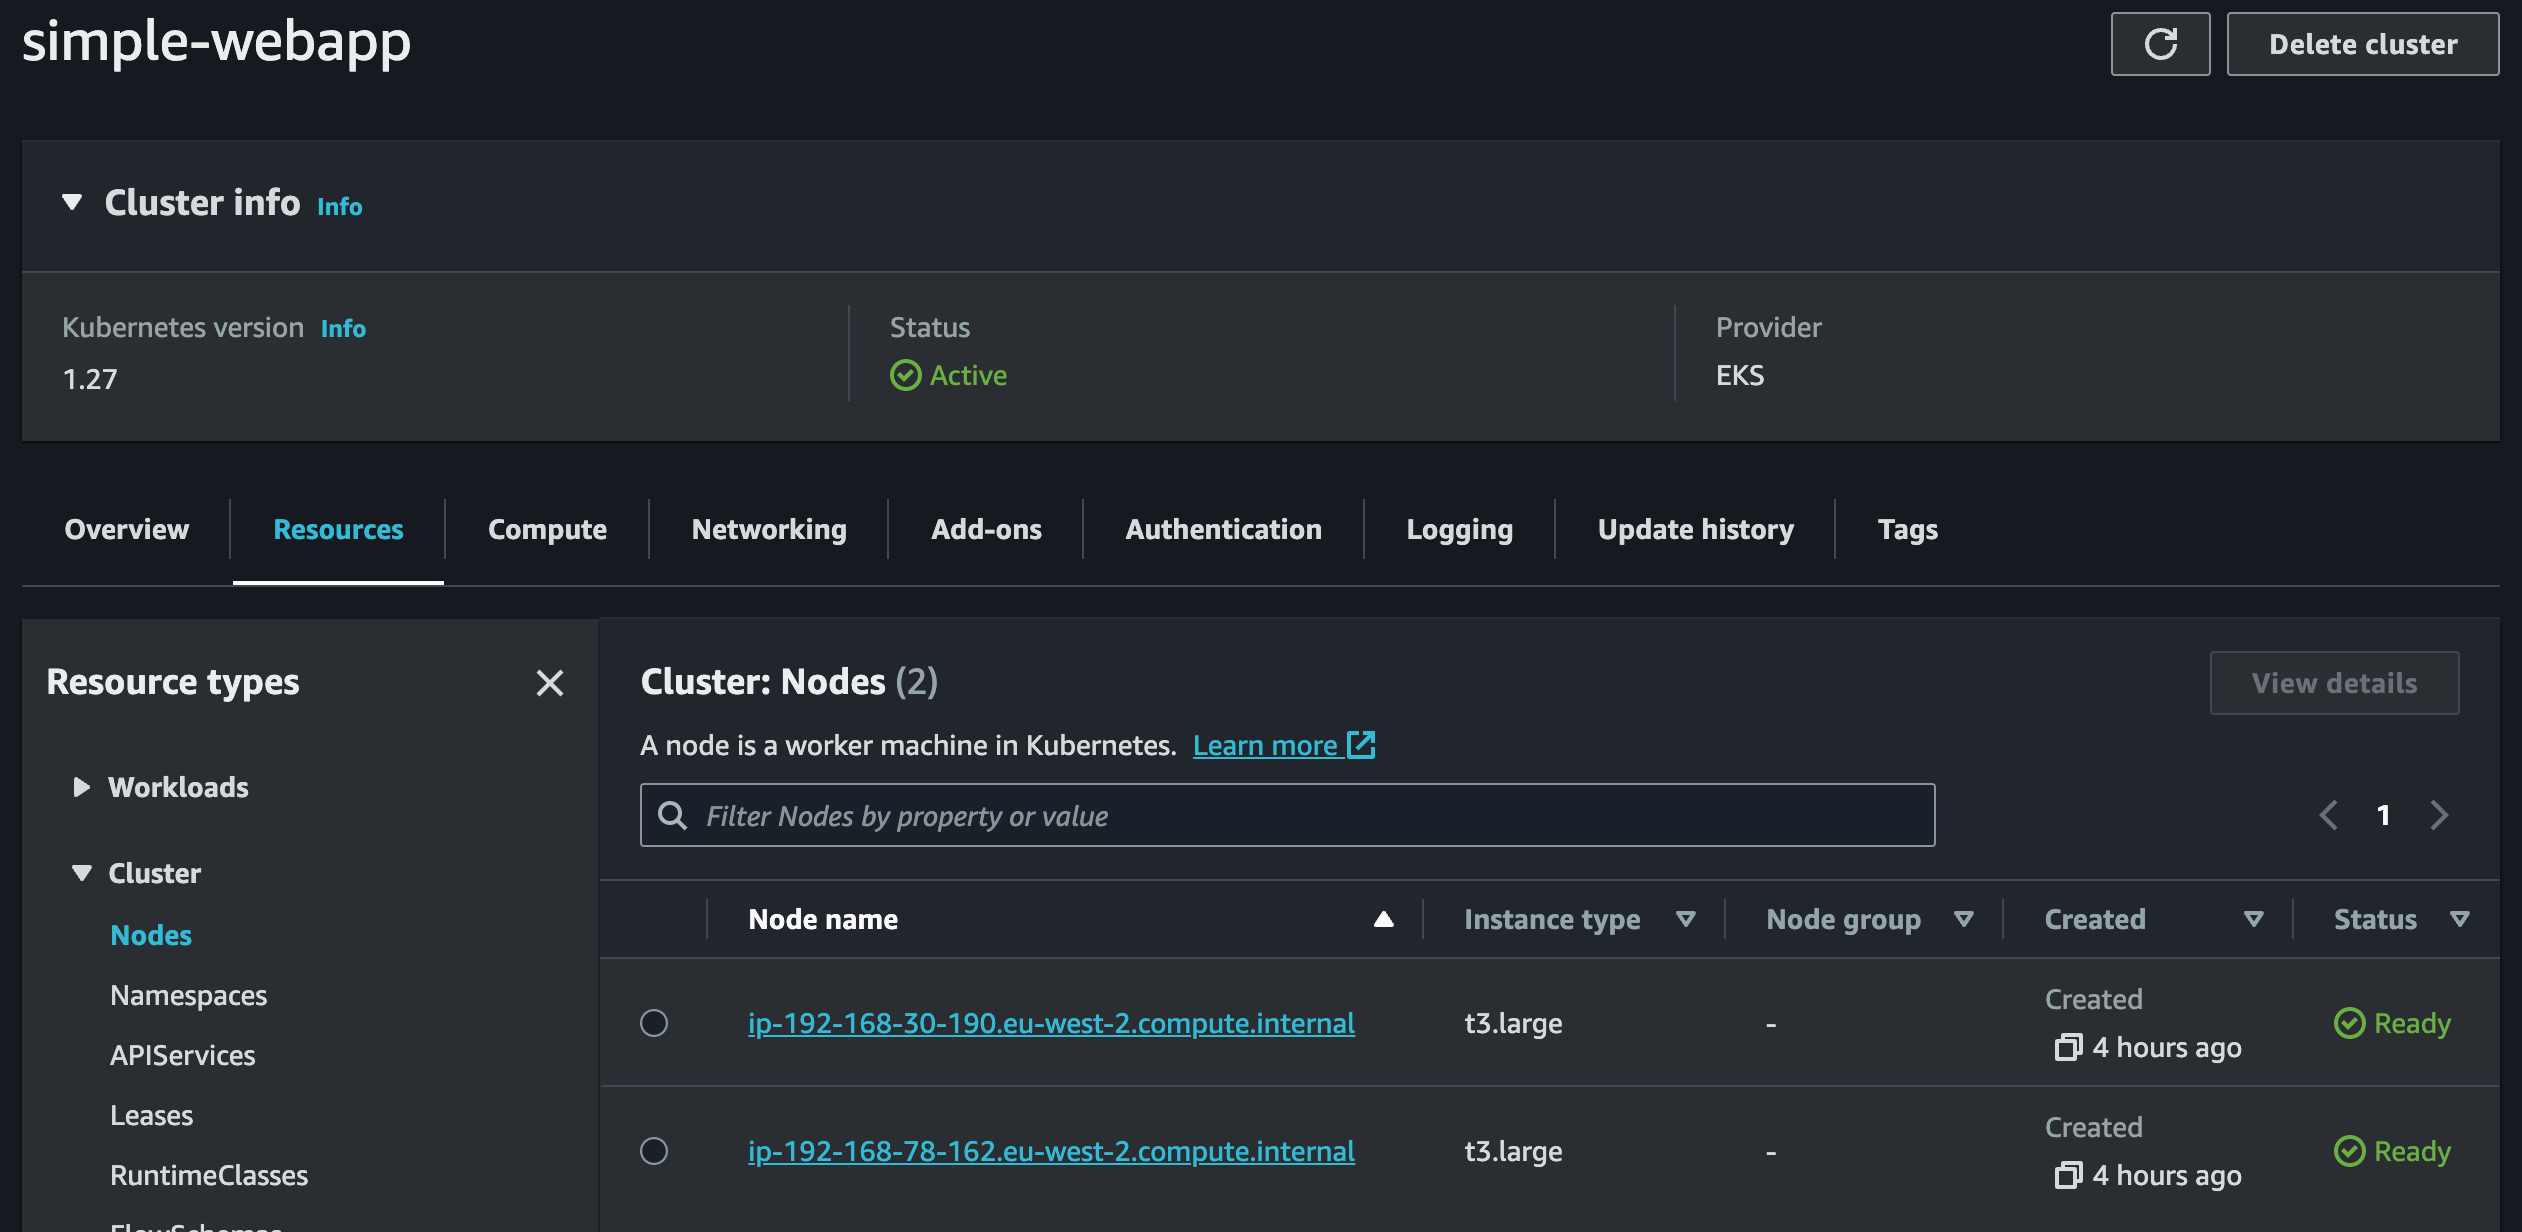 simple-webapp
Delete cluster
Cluster info Info
Kubernetes version Info
1.27
Status
Active
Provider
EKS
Overview
Resources
Compute
Networking
Add-ons
Authentication
Logging
Update history
Tags
Resource types
Workloads
Cluster
Nodes
Namespaces
APIServices
Leases
RuntimeClasses
FlowSchemas
Cluster: Nodes (2)
View details
A node is a worker machine in Kubernetes. Learn more
Filter Nodes by property or value
1
Node name Instance type Node group Created Status
ip-192-168-30-190.eu-west-2.compute.internal t3.large - Created Ready
4 hours ago
ip-192-168-78-162.eu-west-2.compute.internal t3.large - Created Ready
4 hours ago